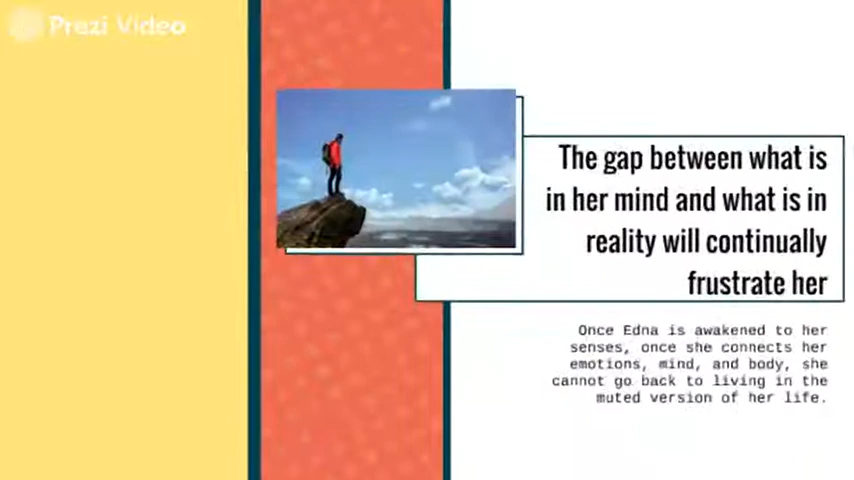 Prezi Video
The gap between what is
in her mind and what is in
reality will continually
frustrate her
Once Edna is awakened to her
senses, once she connects her
emotions, mind, and body, she
cannot go back to living in the
muted version of her life.